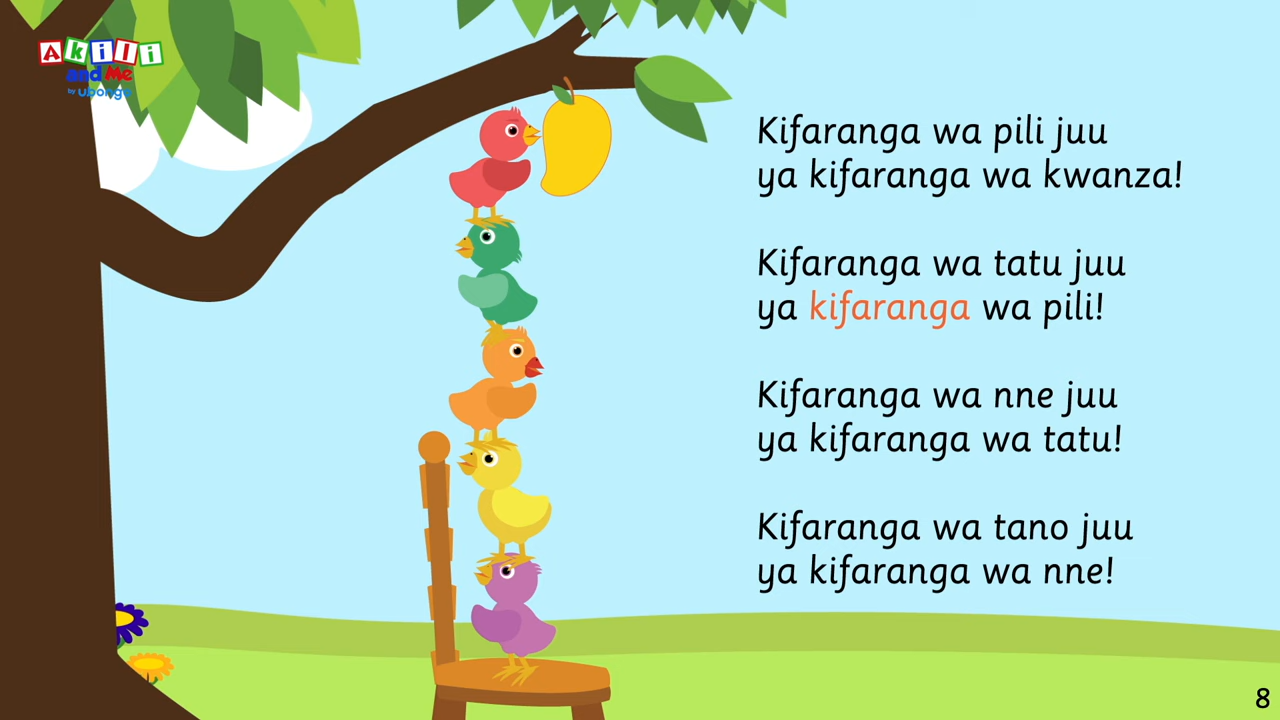 Akili
and Me
by Ubongo
Kifaranga wa pili juu
ya kifaranga wa kwanza!
Kifaranga wa tatu juu
ya kifaranga wa pili!
Kifaranga wa nne juu
ya kifaranga wa tatu!
Kifaranga wa tano juu
ya kifaranga wa nne!
8